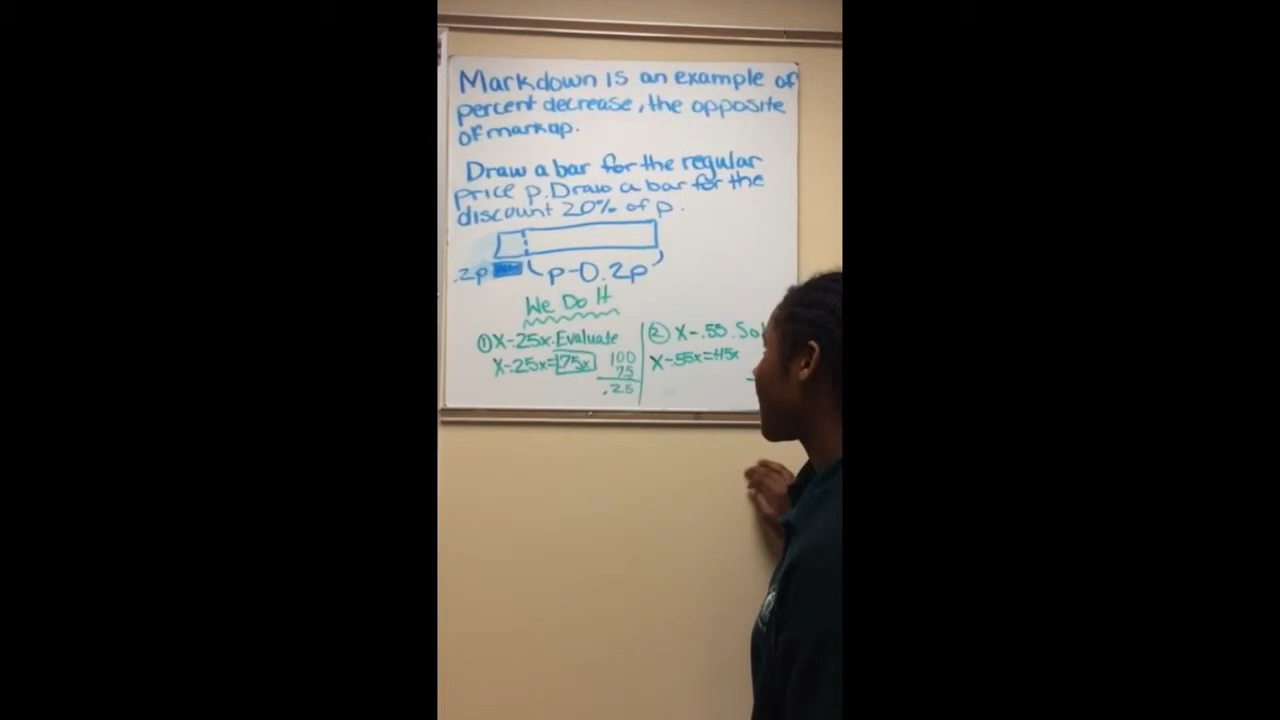 Markdown is an example of
percent decrease, the opposite
of markup.
Draw a bar for the regular
price p. Draw a bar for the
discount 20% of p.
.2p
p-0.2p
We Do It
① X-.25x. Evaluate
X-.25x=.75x
100
75
.25
② X-.55. Sol
X-.55x=.45x